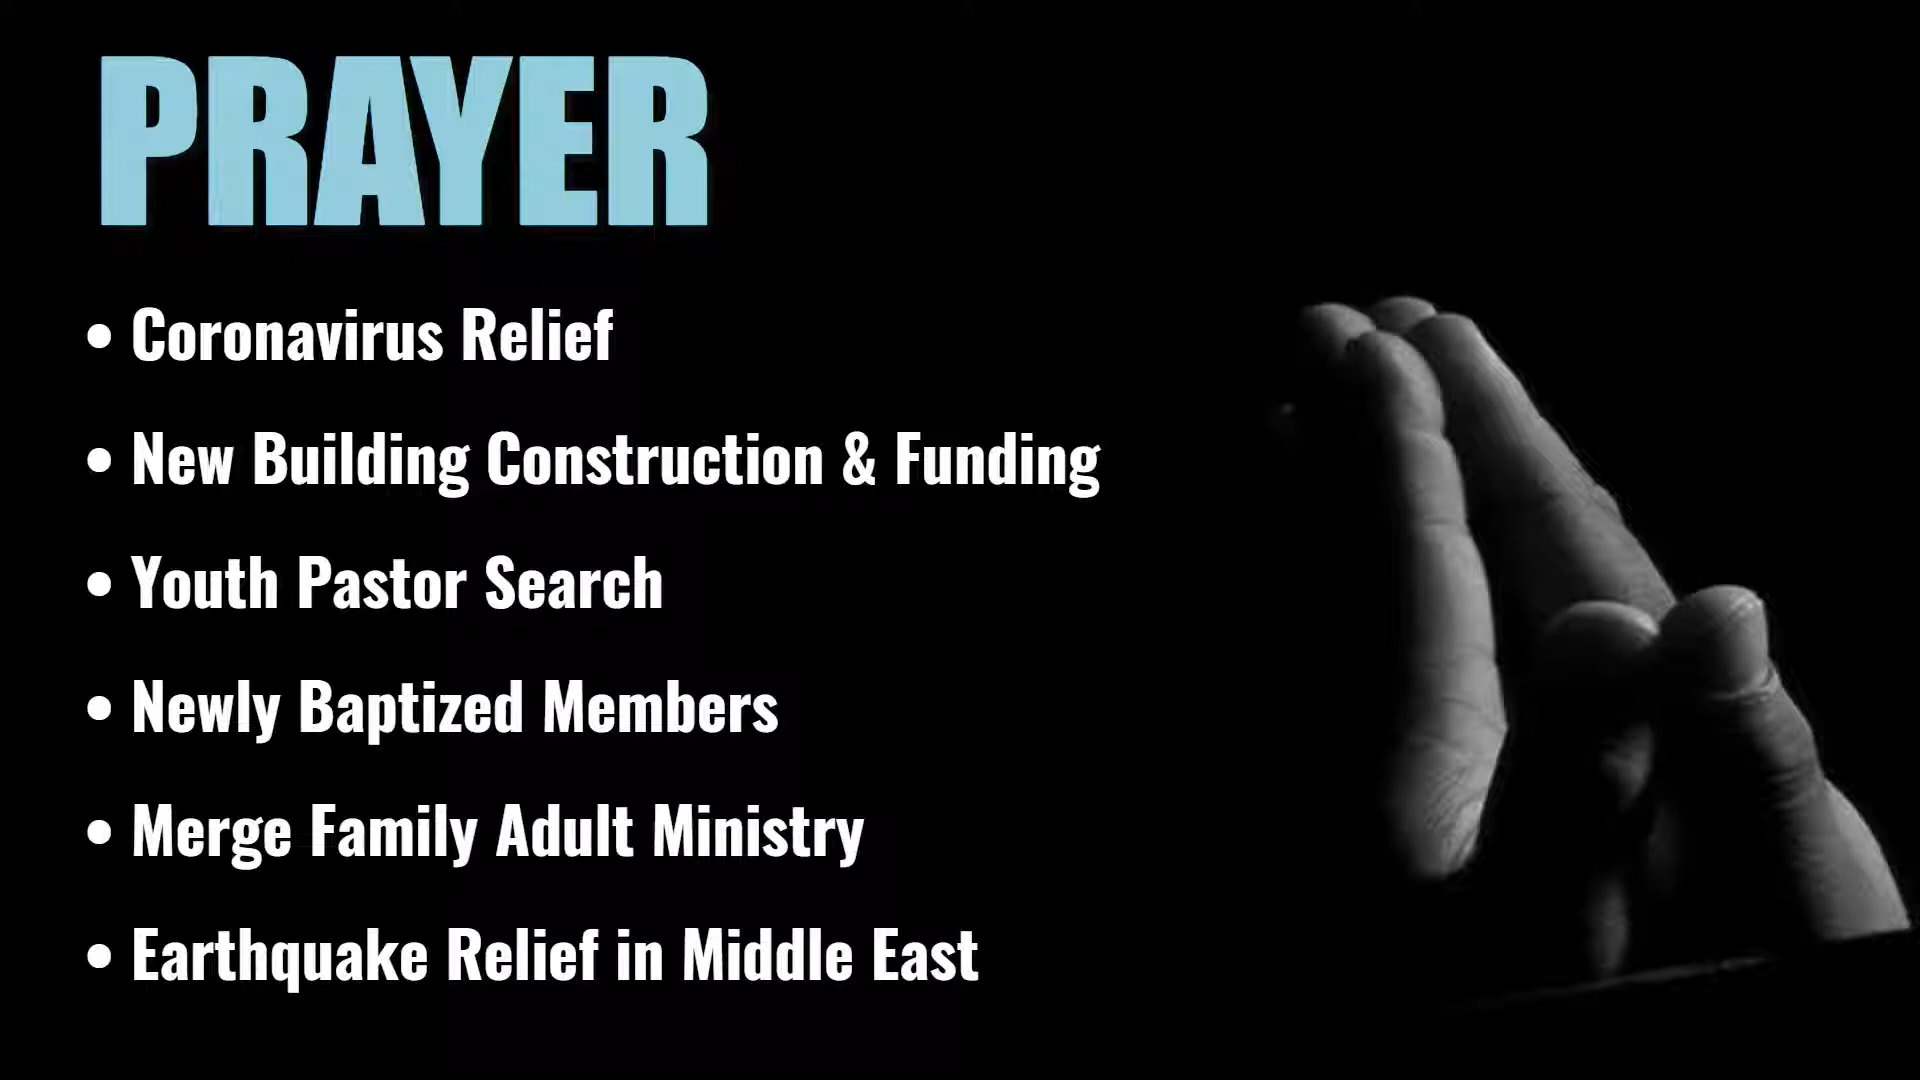 PRAYER
• Coronavirus Relief
• New Building Construction & Funding
• Youth Pastor Search
• Newly Baptized Members
• Merge Family Adult Ministry
• Earthquake Relief in Middle East